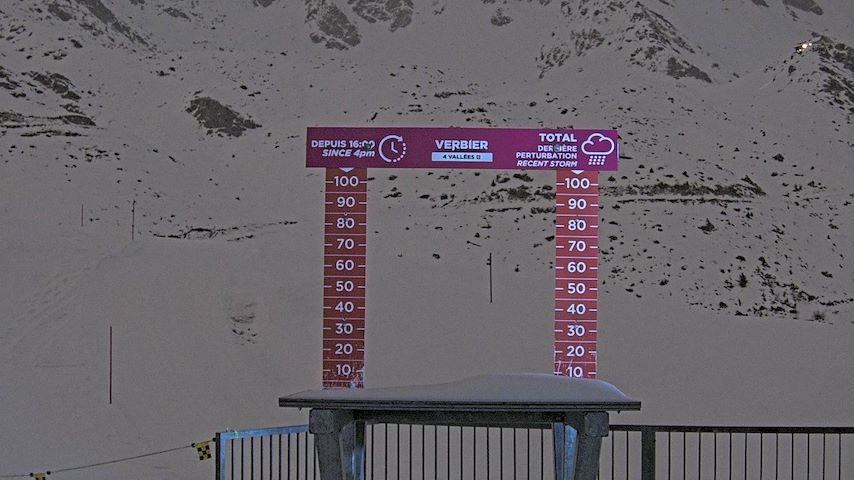 DEPUIS 16:00
SINCE 4pm
VERBIER
4 VALLÉES
TOTAL
DERNIÈRE
PERTURBATION
RECENT STORM
100
90
80
70
60
50
40
30
20
10
100
90
80
70
60
50
40
30
20
10